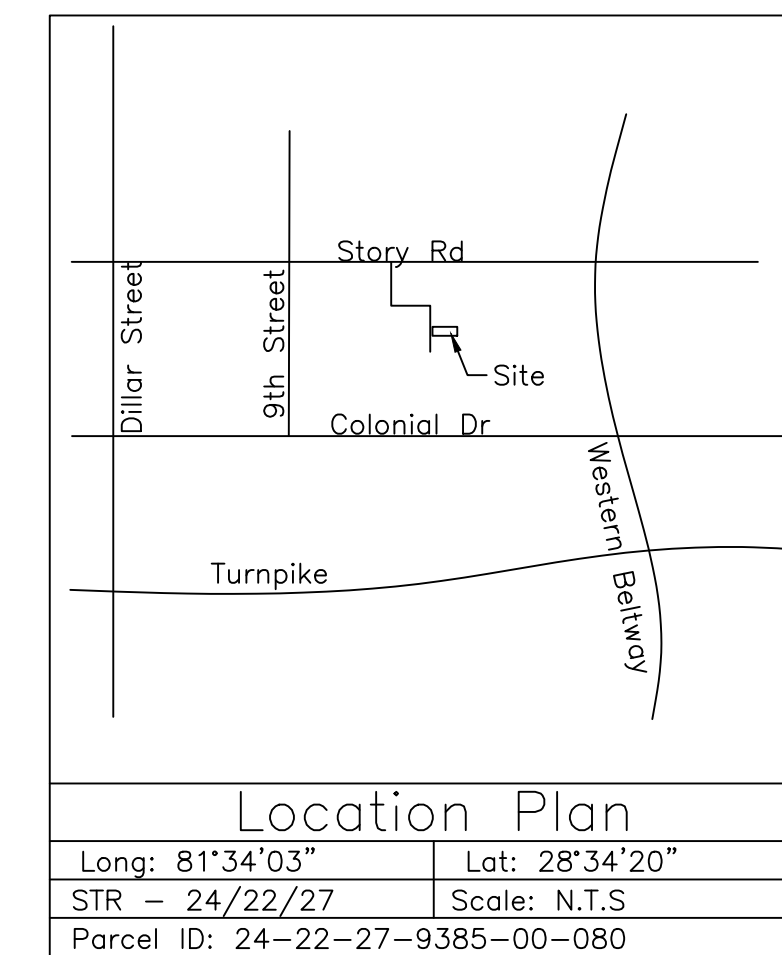 Story Rd
Dillar Street
9th Street
Site
Colonial Dr
Western Beltway
Turnpike
Location Plan
Long: 81°34'03" Lat: 28°34'20"
STR - 24/22/27 Scale: N.T.S
Parcel ID: 24-22-27-9385-00-080